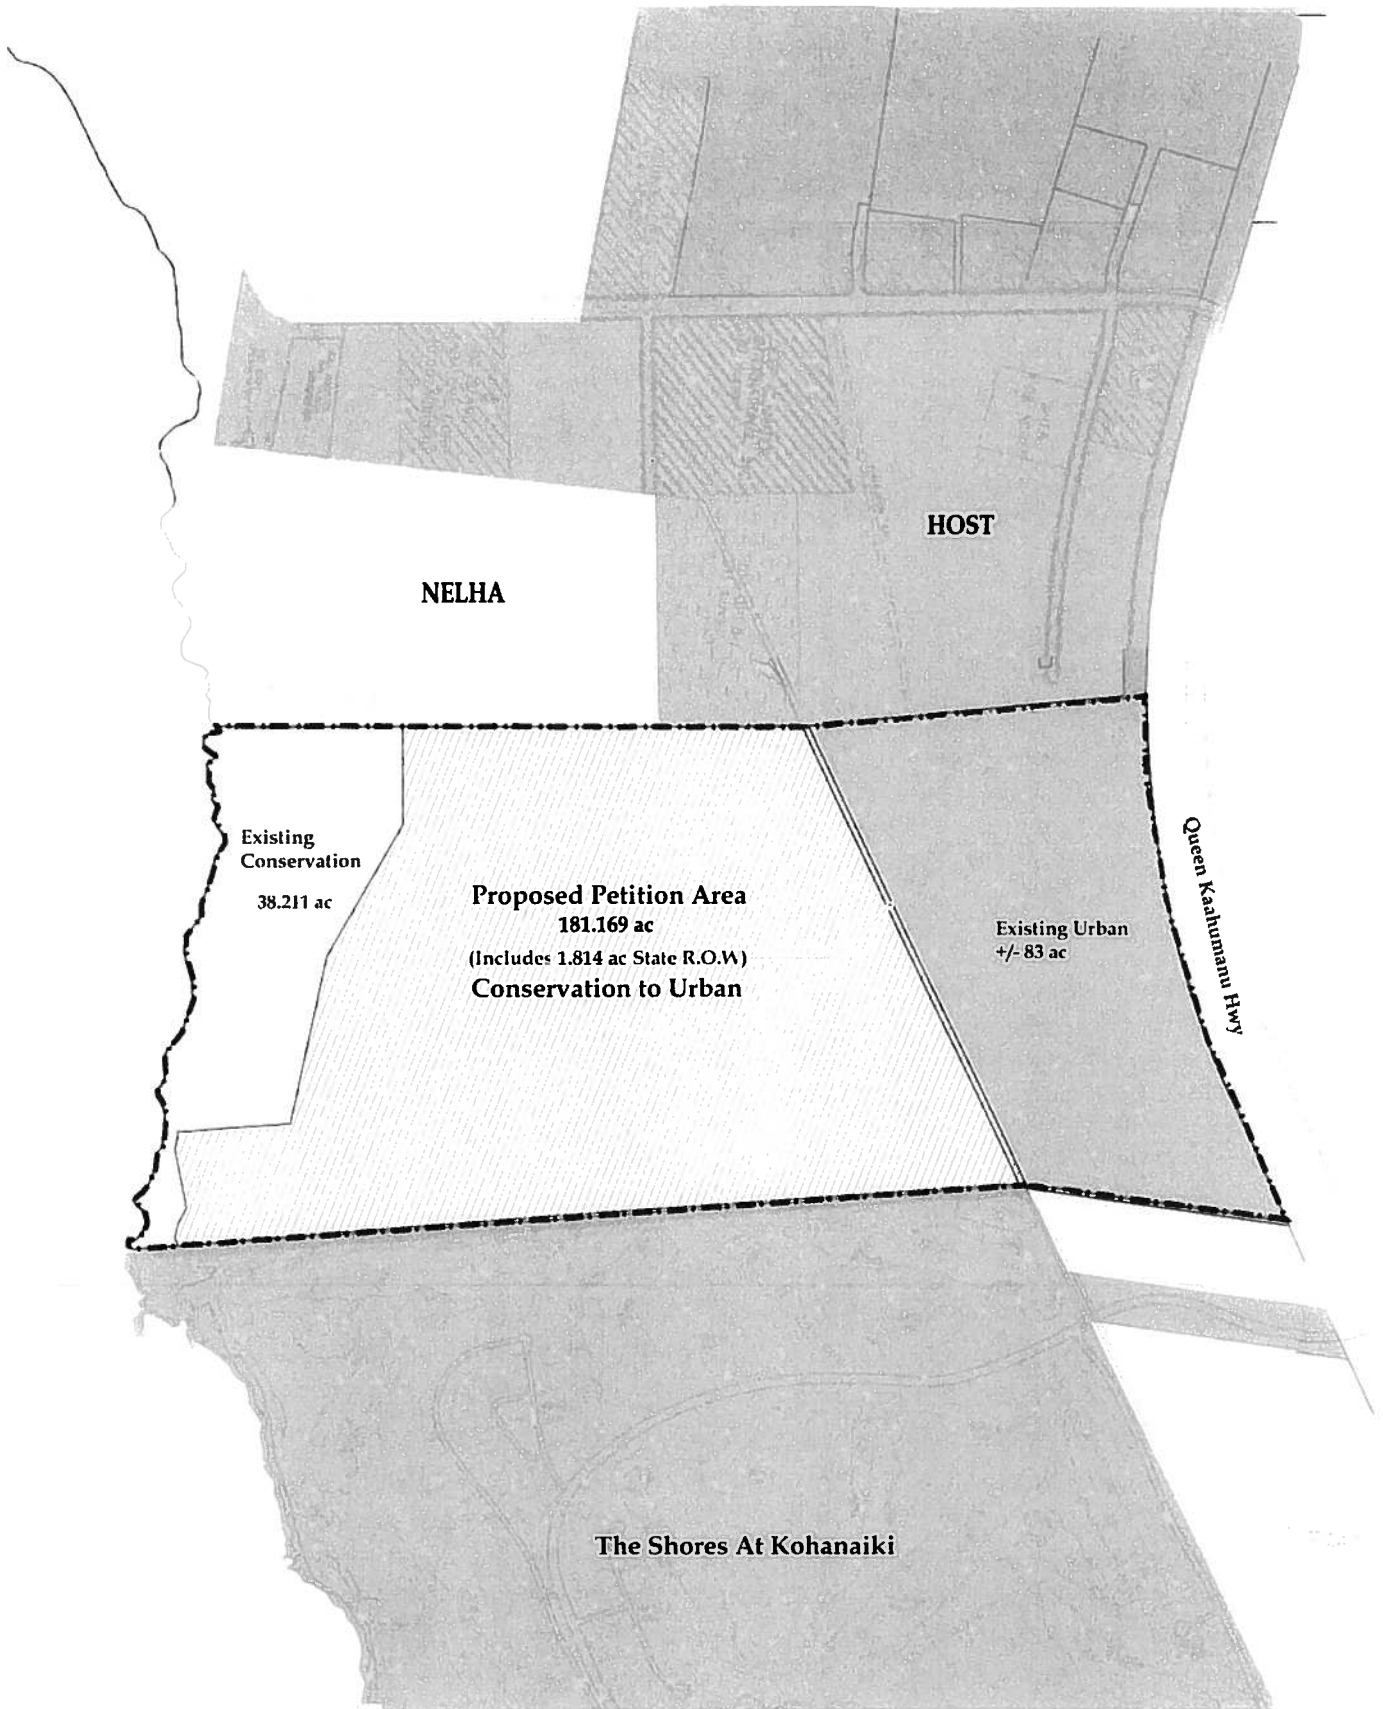 HOST
NELHA
Existing
Conservation
38.211 ac
Proposed Petition Area
181.169 ac
(Includes 1.814 ac State R.O.W)
Conservation to Urban
Existing Urban
+/- 83 ac
Queen Kaahumanu Hwy
The Shores At Kohanaiki